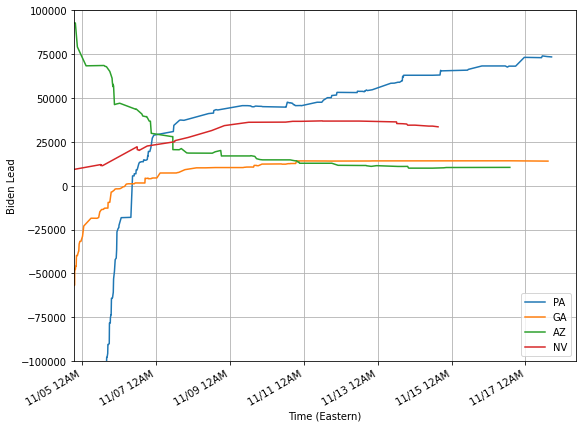 100000
75000
50000
25000
0
−25000
−50000
−75000
−100000
Biden Lead
11/05 12AM
11/07 12AM
11/09 12AM
11/11 12AM
11/13 12AM
11/15 12AM
11/17 12AM
Time (Eastern)
PA
GA
AZ
NV